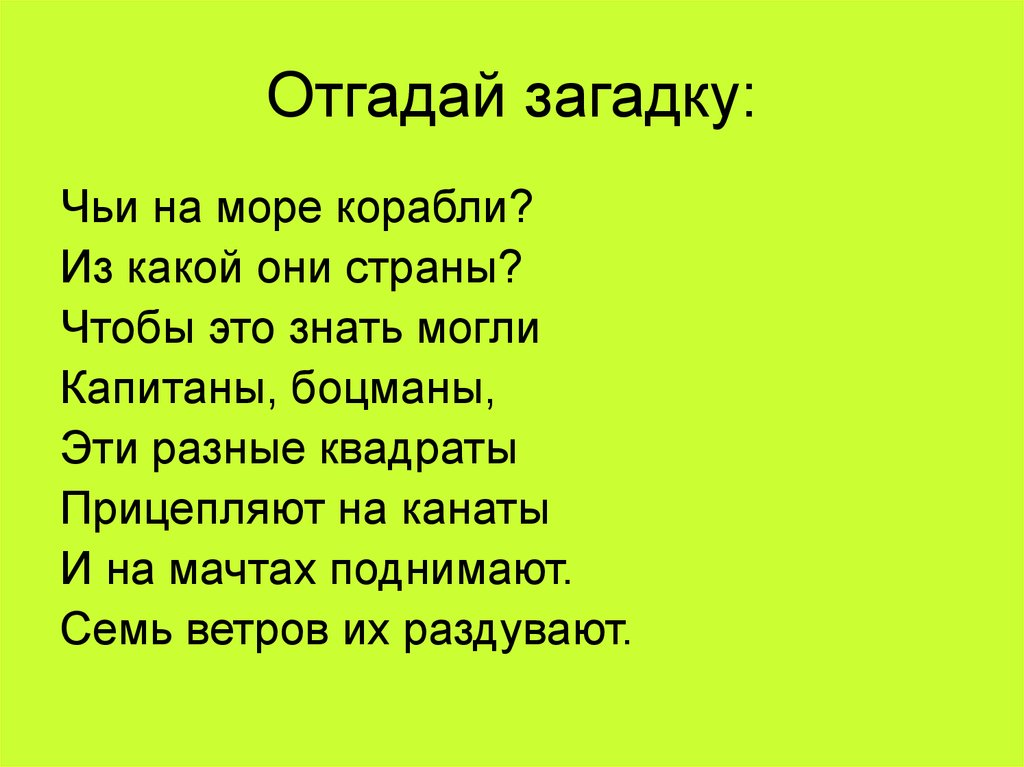 Отгадай загадку:
Чьи на море корабли?
Из какой они страны?
Чтобы это знать могли
Капитаны, боцманы,
Эти разные квадраты
Прицепляют на канаты
И на мачтах поднимают.
Семь ветров их раздувают.